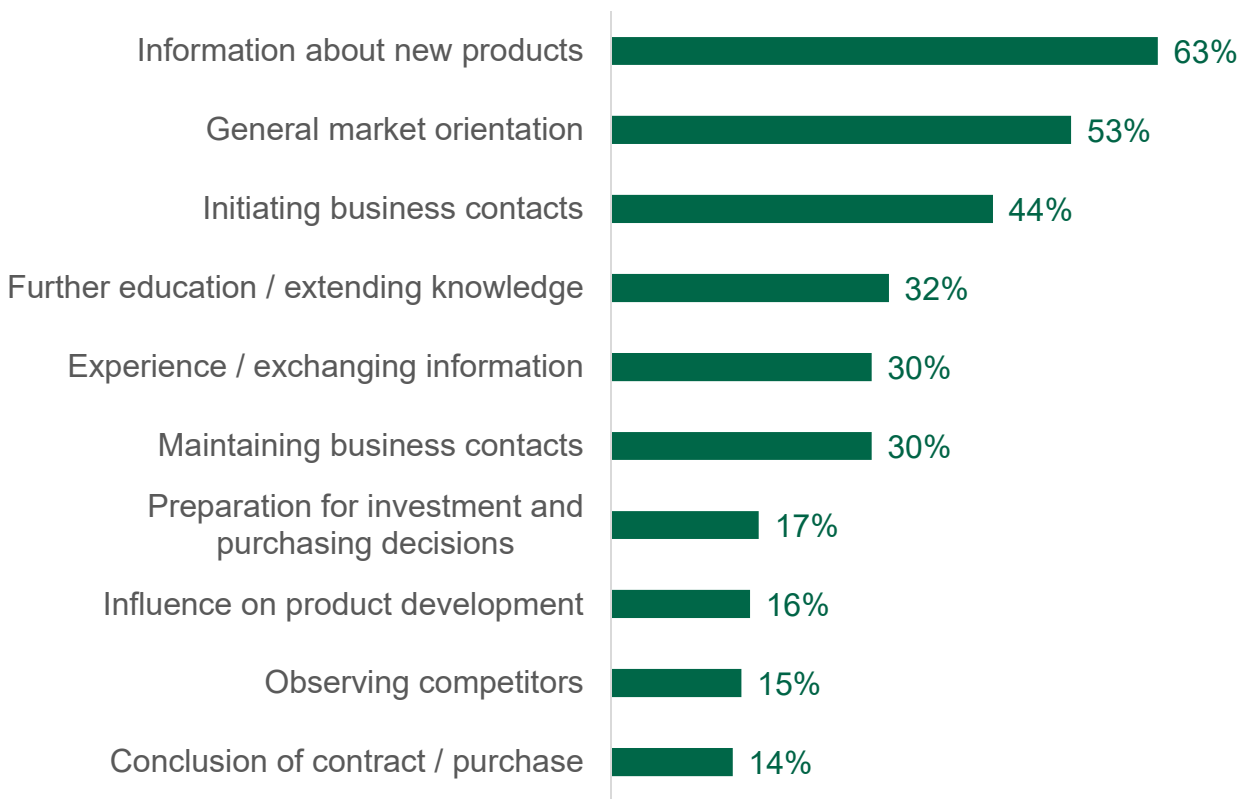 Information about new products 63%
General market orientation 53%
Initiating business contacts 44%
Further education / extending knowledge 32%
Experience / exchanging information 30%
Maintaining business contacts 30%
Preparation for investment and
purchasing decisions 17%
Influence on product development 16%
Observing competitors 15%
Conclusion of contract / purchase 14%